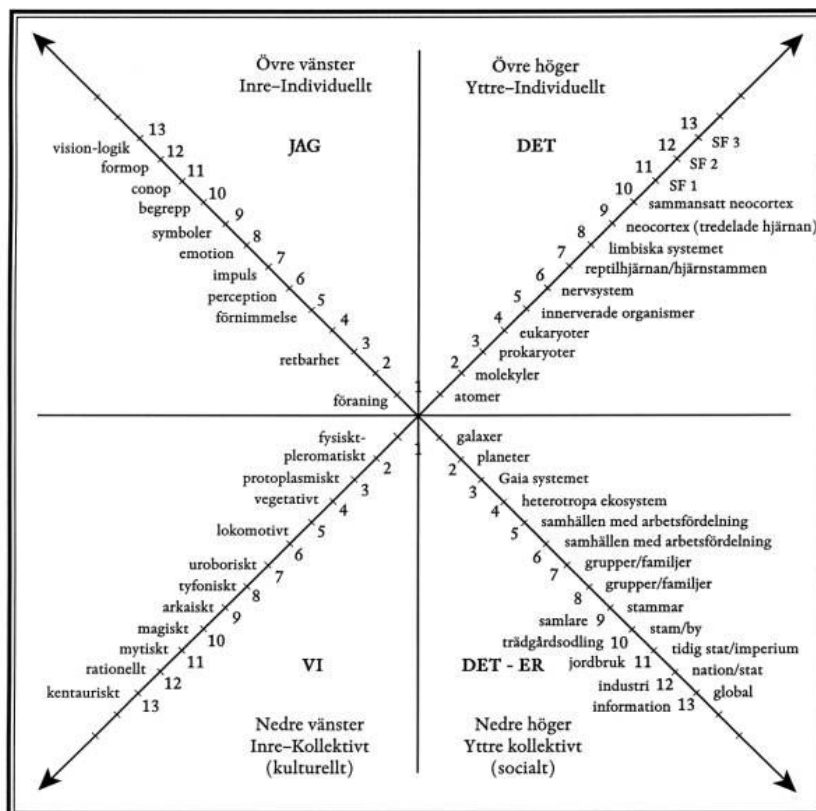 Övre vänster
Inre–Individuellt
JAG
13
vision-logik
12
formop
11
conop
10
begrepp
9
symboler
8
emotion
7
impuls
6
perception
5
förnimmelse
4
3
retbarhet
2
föraning
1
Övre höger
Yttre–Individuellt
DET
13
SF 3
12
SF 2
11
SF 1
10
sammansatt neocortex
9
neocortex (tredelade hjärnan)
8
limbiska systemet
7
reptilhjärnan/hjärnstammen
6
nervsystem
5
innerverade organismer
4
eukaryoter
3
prokaryoter
2
molekyler
atomer
fysiskt-
pleromatiskt
1
2
protoplasmiskt
3
vegetativt
4
lokomotivt
5
6
uroboriskt
7
tyfoniskt
8
arkaiskt
9
magiskt
10
mytiskt
11
rationellt
12
kentauriskt
13
VI
Nedre vänster
Inre–Kollektivt
(kulturellt)
galaxer
2
planeter
3
Gaia systemet
4
heterotropa ekosystem
5
samhällen med arbetsfördelning
6
samhällen med arbetsfördelning
7
grupper/familjer
8
grupper/familjer
samlare
9
stammar
trädgårdsodling
10
stam/by
jordbruk
11
tidig stat/imperium
industri
12
nation/stat
information
13
global
DET - ER
Nedre höger
Yttre kollektivt
(socialt)